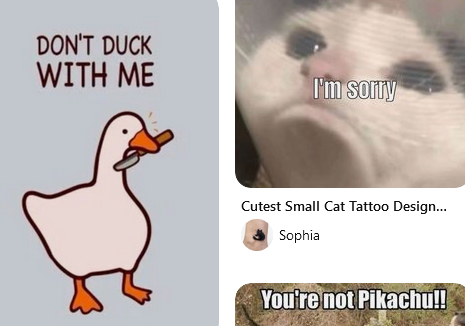 DON'T DUCK
WITH ME
I'm sorry
Cutest Small Cat Tattoo Design...
Sophia
You're not Pikachu!!